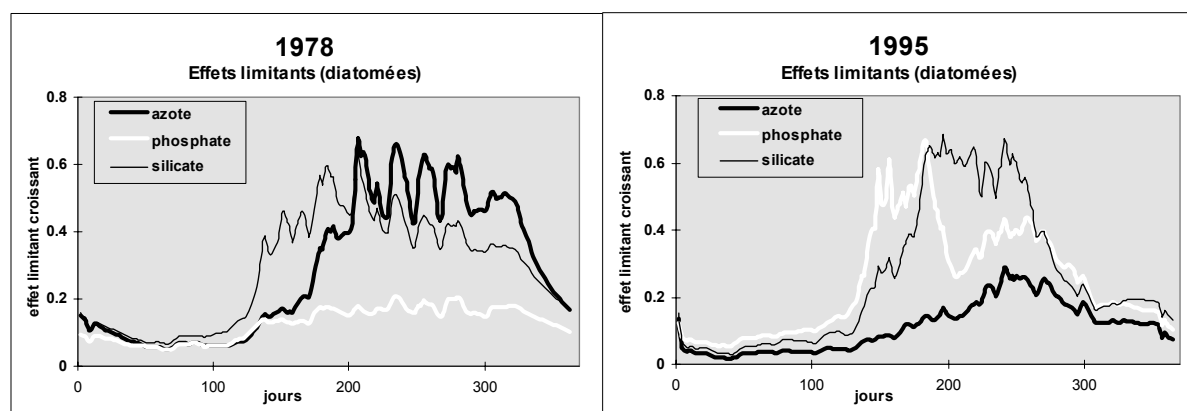 1978
Effets limitants (diatomées)
effet limitant croissant
0.8
0.6
0.4
0.2
0
azote
phosphate
silicate
0
100
200
300
jours
1995
Effets limitants (diatomées)
effet limitant croissant
0.8
0.6
0.4
0.2
0
azote
phosphate
silicate
0
100
200
300
jours